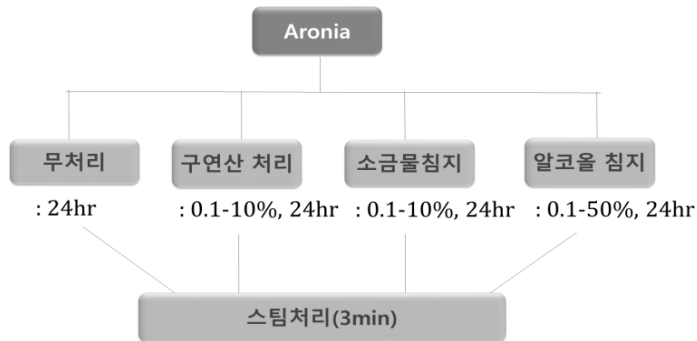 Aronia
무처리
구연산 처리
소금물침지
알코올 침지
: 24hr
: 0.1-10%, 24hr
: 0.1-10%, 24hr
: 0.1-50%, 24hr
스팀처리(3min)